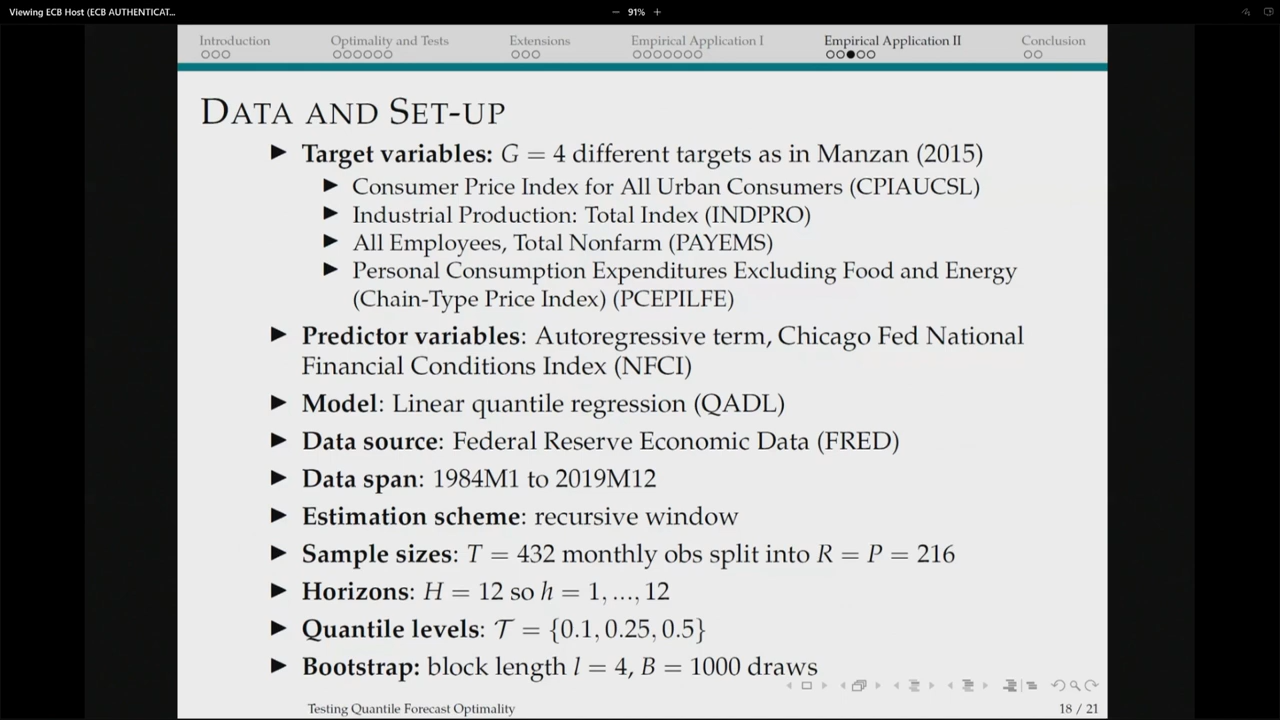 Viewing ECB Host (ECB AUTHENTICAT...
91%
Introduction
Optimality and Tests
Extensions
Empirical Application I
Empirical Application II
Conclusion
DATA AND SET-UP
Target variables: G = 4 different targets as in Manzan (2015)
Consumer Price Index for All Urban Consumers (CPIAUCSL)
Industrial Production: Total Index (INDPRO)
All Employees, Total Nonfarm (PAYEMS)
Personal Consumption Expenditures Excluding Food and Energy
(Chain-Type Price Index) (PCEPILFE)
Predictor variables: Autoregressive term, Chicago Fed National
Financial Conditions Index (NFCI)
Model: Linear quantile regression (QADL)
Data source: Federal Reserve Economic Data (FRED)
Data span: 1984M1 to 2019M12
Estimation scheme: recursive window
Sample sizes: T = 432 monthly obs split into R = P = 216
Horizons: H = 12 so h = 1, ..., 12
Quantile levels: 𝒯 = {0.1, 0.25, 0.5}
Bootstrap: block length l = 4, B = 1000 draws
Testing Quantile Forecast Optimality
18 / 21